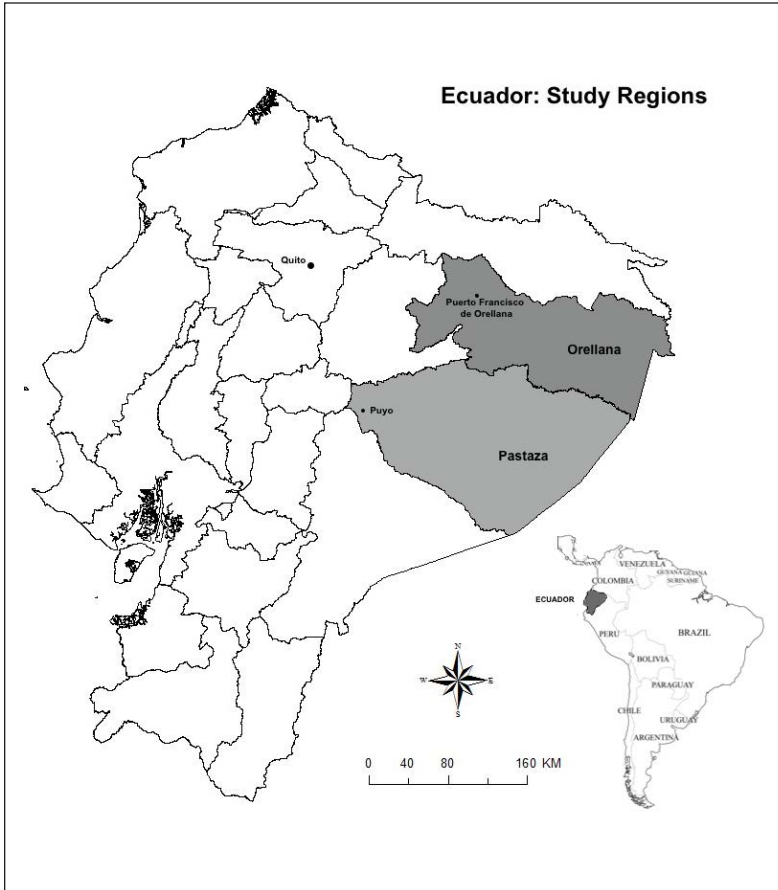 Ecuador: Study Regions
Quito
Puerto Francisco
de Orellana
Orellana
Puyo
Pastaza
VENEZUELA
GUYANA
GUIANA
SURINAME
COLOMBIA
ECUADOR
PERU
BRAZIL
BOLIVIA
PARAGUAY
CHILE
URUGUAY
ARGENTINA
N
W
E
S
0 40 80 160 KM